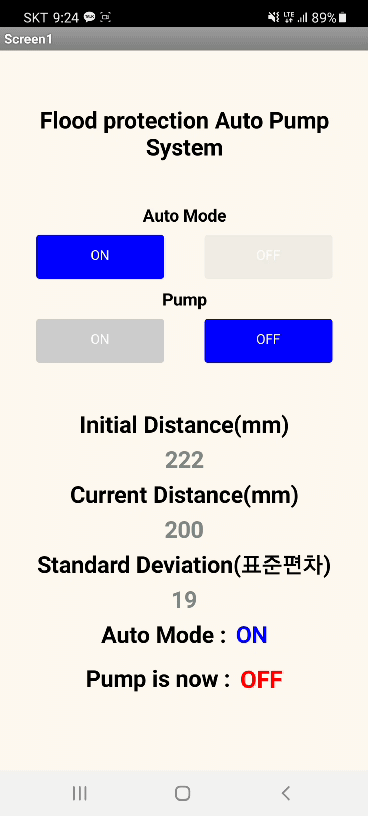 SKT 9:24 LTE 89%
Screen1
Flood protection Auto Pump
System
Auto Mode
ON OFF
Pump
ON OFF
Initial Distance(mm)
222
Current Distance(mm)
200
Standard Deviation(표준편차)
19
Auto Mode : ON
Pump is now : OFF